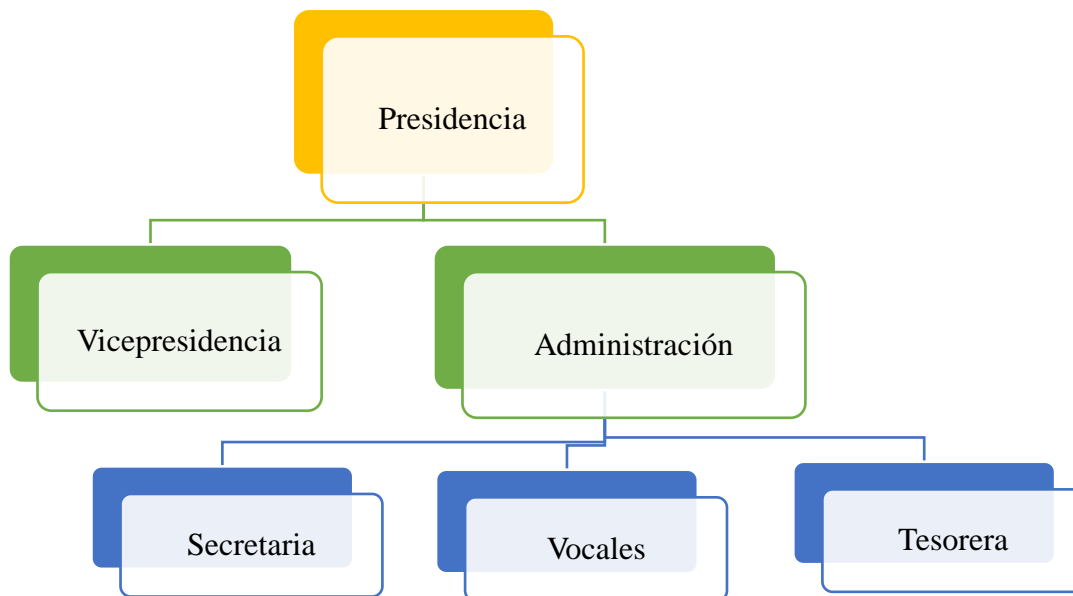 Presidencia
Vicepresidencia
Administración
Secretaria
Vocales
Tesorera